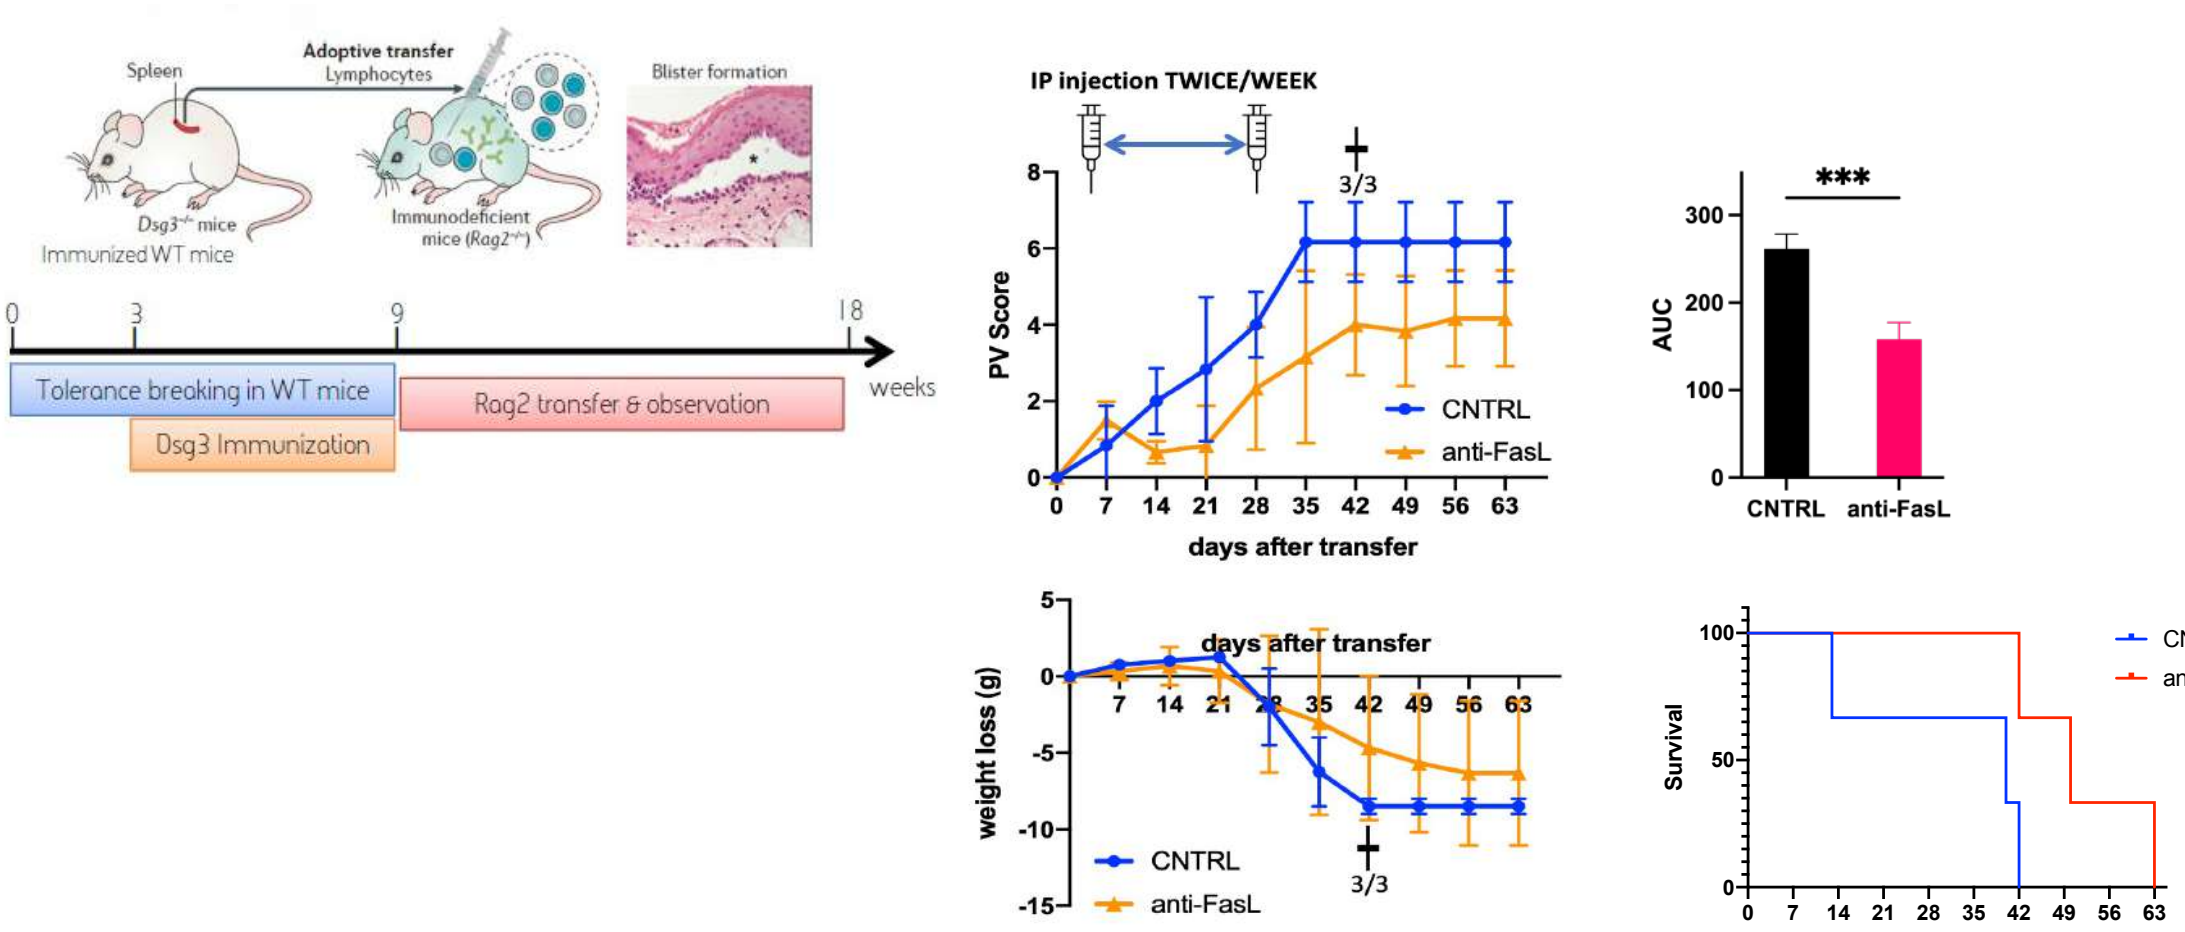 Spleen
Adoptive transfer
Lymphocytes
Blister formation
*
Dsg3⁻/⁻ mice
Immunized WT mice
Immunodeficient
mice (Rag2⁻/⁻)
0 3 9 18
weeks
Tolerance breaking in WT mice
Rag2 transfer & observation
Dsg3 Immunization
IP injection TWICE/WEEK
3/3
8
6
4
2
0
PV Score
CNTRL
anti-FasL
0 7 14 21 28 35 42 49 56 63
days after transfer
***
300
200
100
0
AUC
CNTRL anti-FasL
5
0
-5
-10
-15
weight loss (g)
days after transfer
7 14 21 28 35 42 49 56 63
3/3
CNTRL
anti-FasL
100
50
0
Survival
0 7 14 21 28 35 42 49 56 63